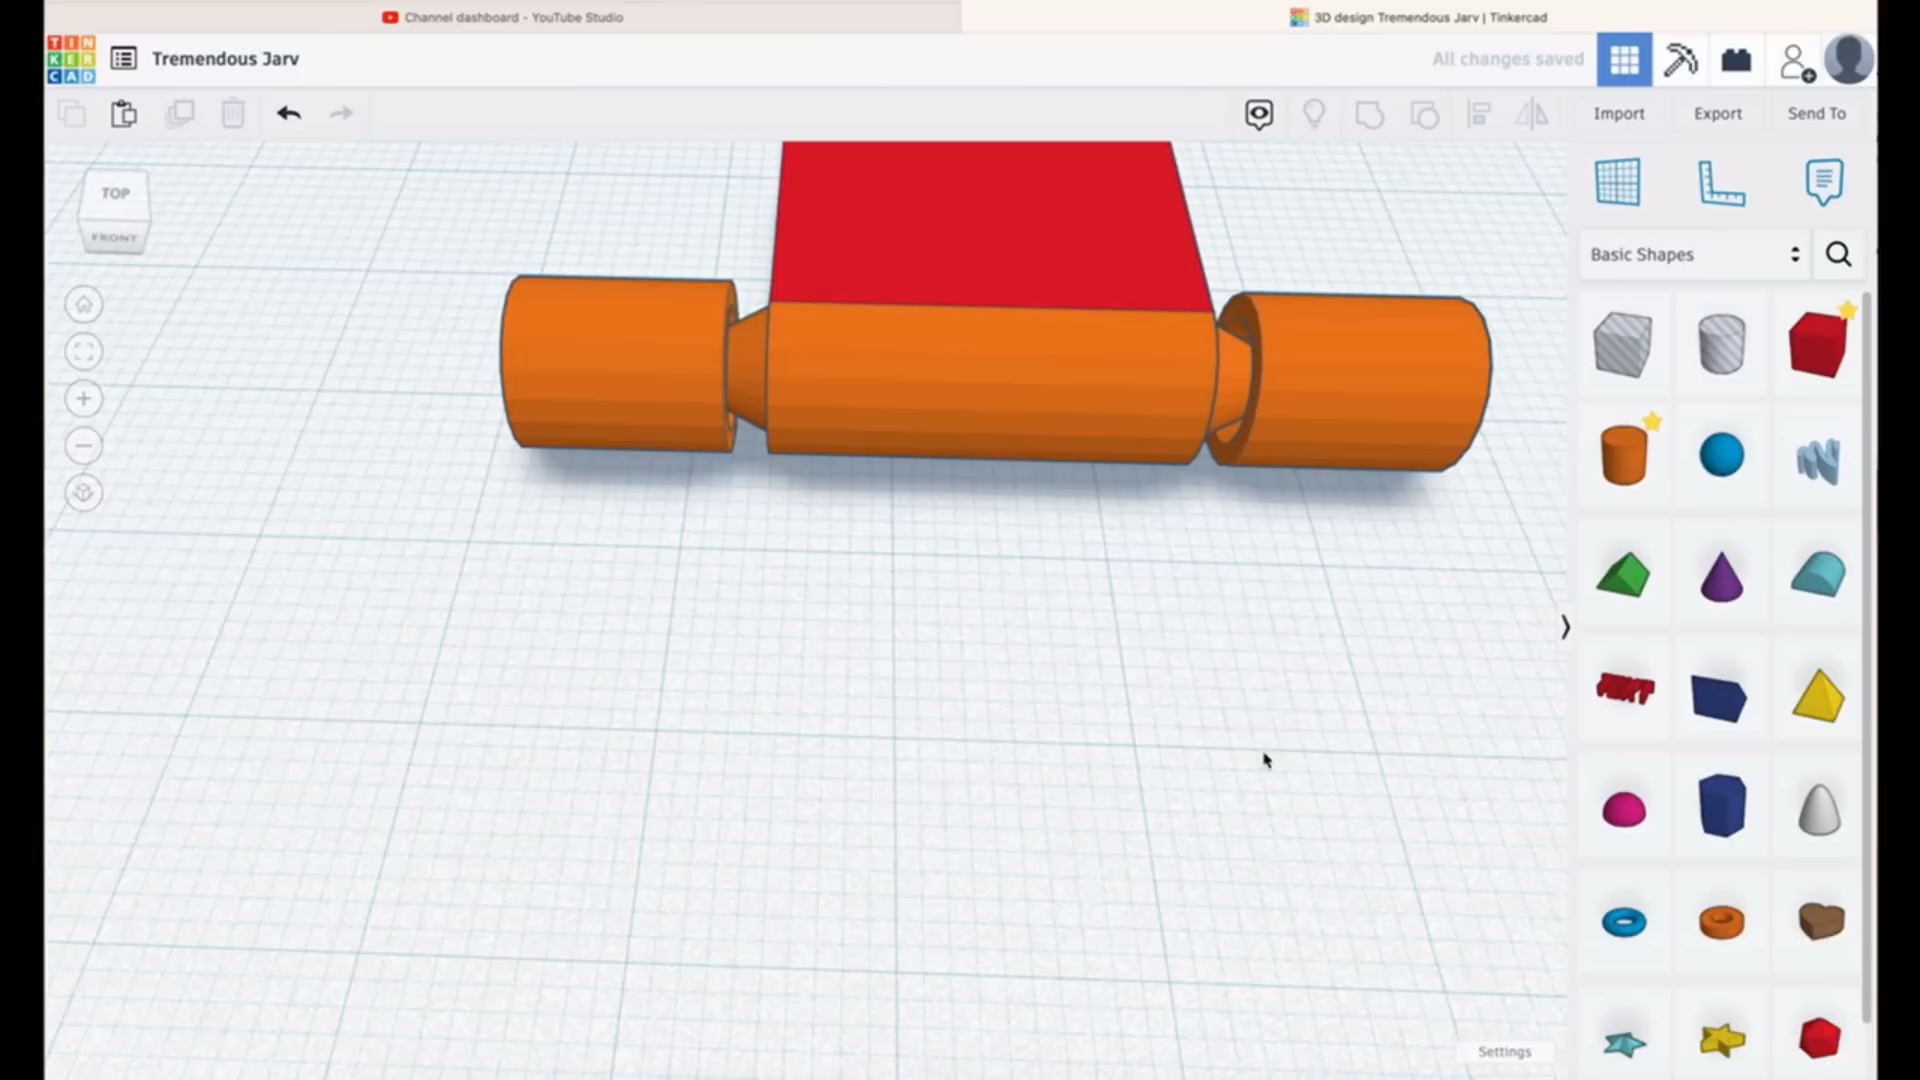 Channel dashboard - YouTube Studio
3D design Tremendous Jarv | Tinkercad
TIN
KER
CAD
Tremendous Jarv
All changes saved
Import
Export
Send To
TOP
FRONT
Basic Shapes
Settings